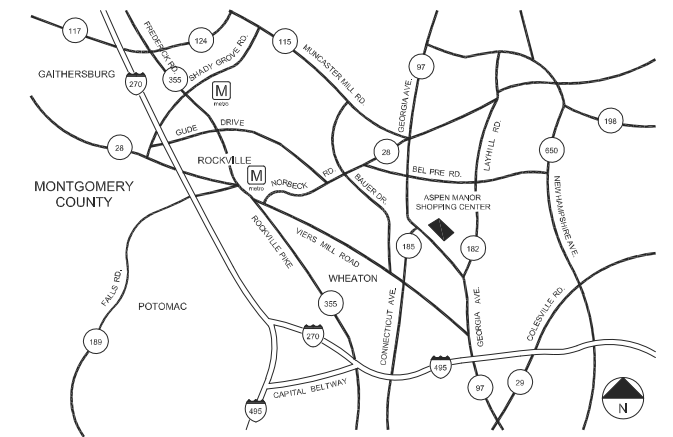 117
FREDERICK RD.
124
SHADY GROVE RD.
115
MUNCASTER MILL RD.
97
GAITHERSBURG
270
355
M
metro
GEORGIA AVE.
LAYHILL RD.
198
GUDE DRIVE
28
ROCKVILLE
28
650
BEL PRE RD.
M
metro
NORBECK RD.
BAUER DR.
MONTGOMERY
COUNTY
ASPEN MANOR
SHOPPING CENTER
NEW HAMPSHIRE AVE.
ROCKVILLE PIKE
VIERS MILL ROAD
185
182
WHEATON
FALLS RD.
POTOMAC
355
CONNECTICUT AVE.
GEORGIA AVE.
COLESVILLE RD.
189
270
495
CAPITAL BELTWAY
97
29
495
N